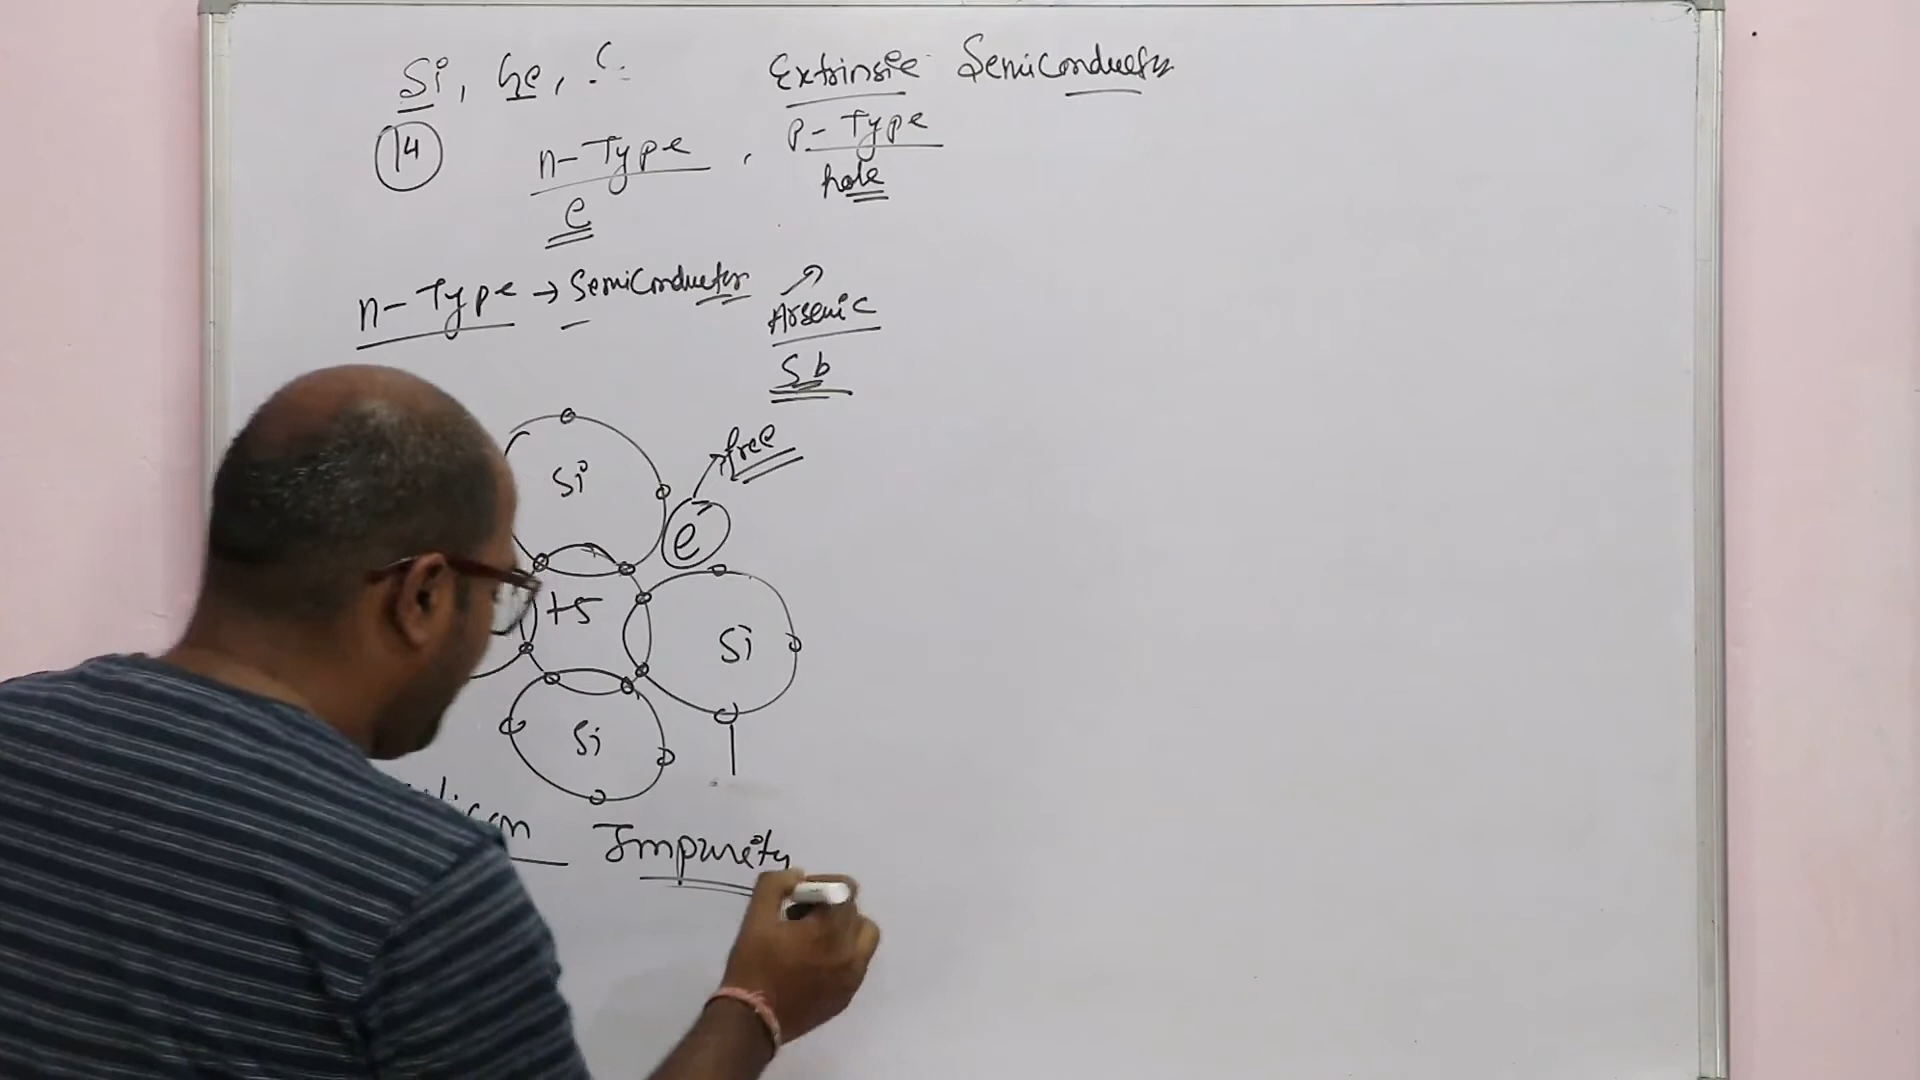 Si, Ge, C
Extrinsic Semiconductor
14
n-Type, P-Type
e
hole
n-Type → Semiconductor
Arsenic
Sb
free
Si
e-
+5
Si
Si
Impurity